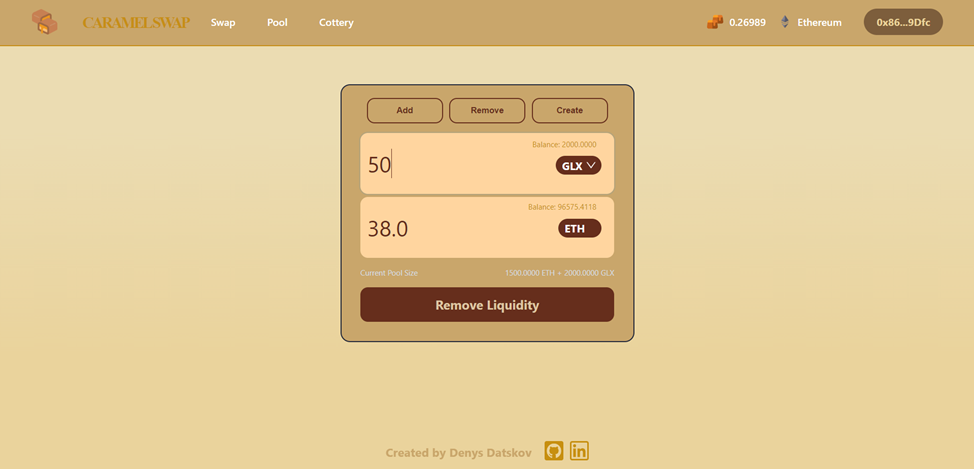 CARAMELSWAP Swap Pool Cottery 0.26989 Ethereum 0x86...9Dfc
Add Remove Create
Balance: 2000.0000
50 GLX
Balance: 96575.4118
38.0 ETH
Current Pool Size 1500.0000 ETH + 2000.0000 GLX
Remove Liquidity
Created by Denys Datskov